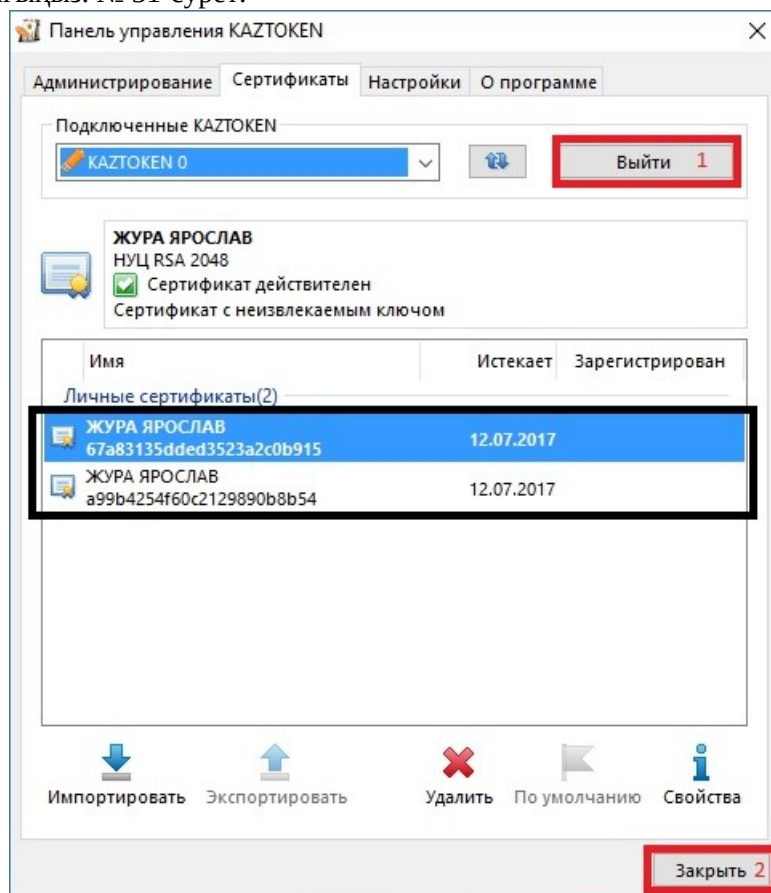 Панель управления KAZTOKEN
Администрирование Сертификаты Настройки О программе
Подключенные KAZTOKEN
KAZTOKEN 0 Выйти 1
ЖУРА ЯРОСЛАВ
НУЦ RSA 2048
Сертификат действителен
Сертификат с неизвлекаемым ключом
Имя Истекает Зарегистрирован
Личные сертификаты(2)
ЖУРА ЯРОСЛАВ
67a83135dded3523a2c0b915 12.07.2017
ЖУРА ЯРОСЛАВ
a99b4254f60c2129890b8b54 12.07.2017
Импортировать Экспортировать Удалить По умолчанию Свойства
Закрыть 2